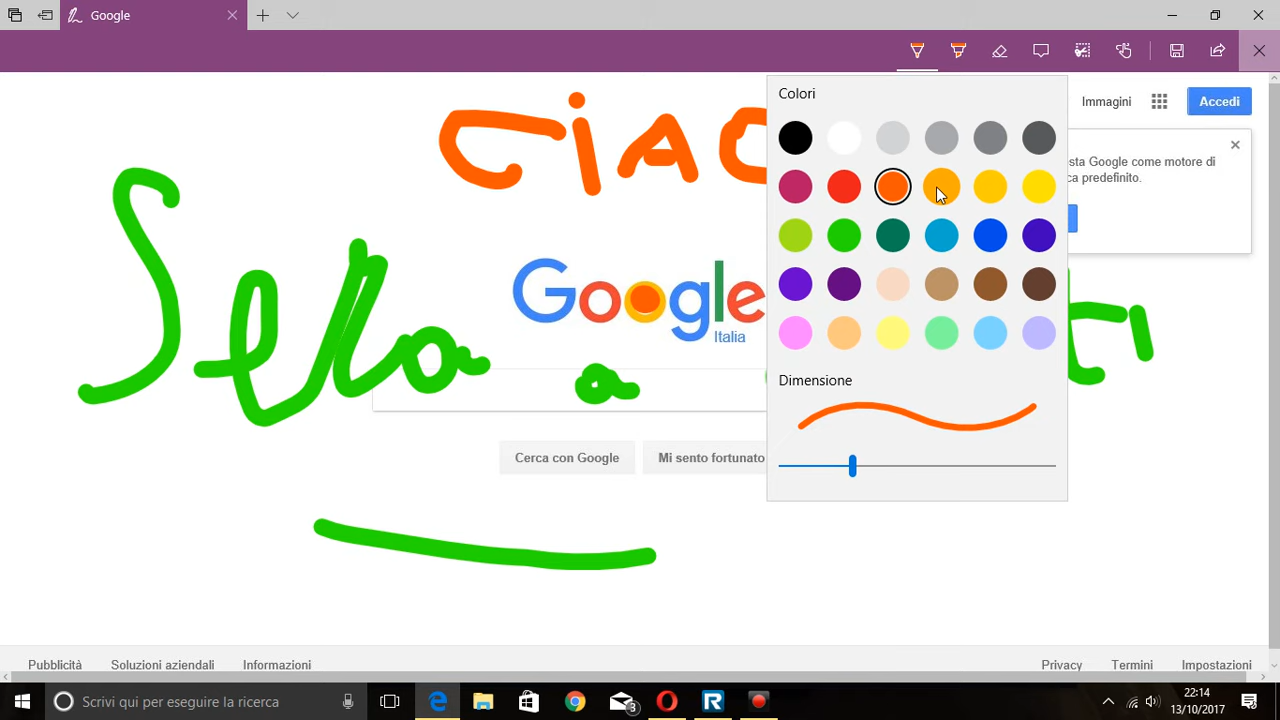 Google
Colori
Immagini
Accedi
CIAO
sta Google come motore di
predefinito.
Sera
a
Google
Italia
Dimensione
Cerca con Google
Mi sento fortunato
Pubblicità Soluzioni aziendali Informazioni
Privacy Termini Impostazioni
Scrivi qui per eseguire la ricerca
3
22:14
13/10/2017